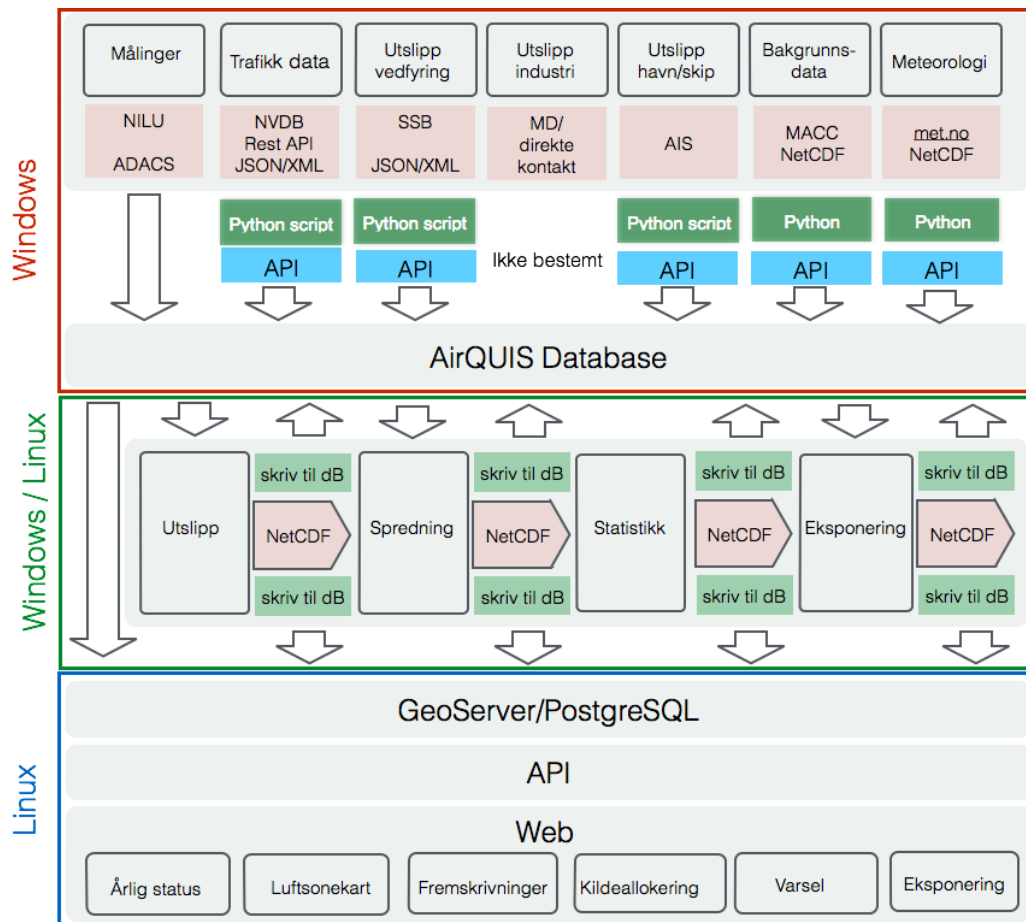 Målinger
Trafikk data
Utslipp
vedfyring
Utslipp
industri
Utslipp
havn/skip
Bakgrunns-
data
Meteorologi
NILU
ADACS
NVDB
Rest API
JSON/XML
SSB
JSON/XML
MD/
direkte
kontakt
AIS
MACC
NetCDF
met.no
NetCDF
Windows
Python script
Python script
Python script
Python
Python
API
API
Ikke bestemt
API
API
API
AirQUIS Database
Windows / Linux
skriv til dB
skriv til dB
skriv til dB
skriv til dB
Utslipp
NetCDF
Spredning
NetCDF
Statistikk
NetCDF
Eksponering
NetCDF
skriv til dB
skriv til dB
skriv til dB
skriv til dB
Linux
GeoServer/PostgreSQL
API
Web
Årlig status
Luftsonekart
Fremskrivninger
Kildeallokering
Varsel
Eksponering